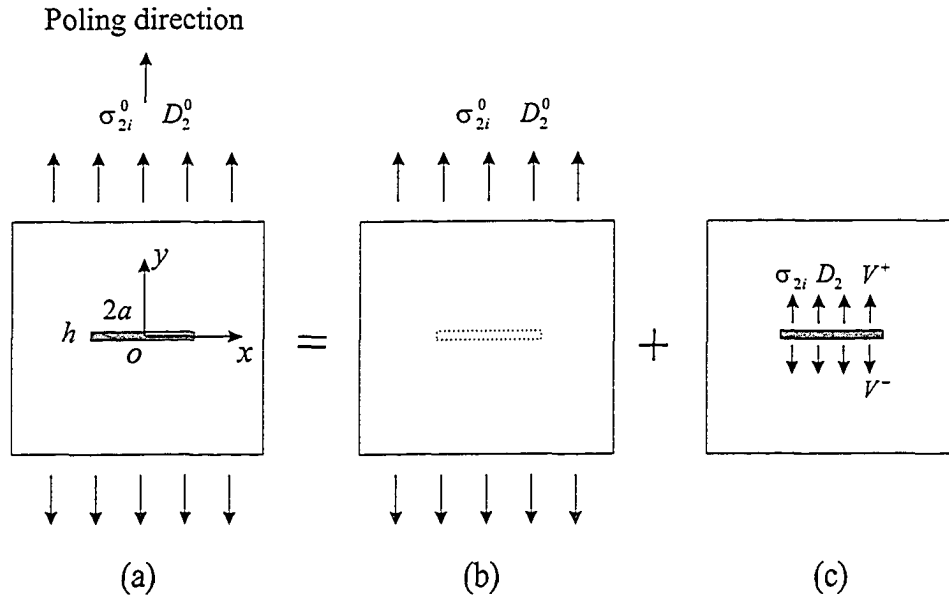 Poling direction
σ⁰₂ᵢ D⁰₂
σ⁰₂ᵢ D⁰₂
y
2a
h
o
x
=
+
σ₂ᵢ D₂ V⁺
V⁻
(a)
(b)
(c)